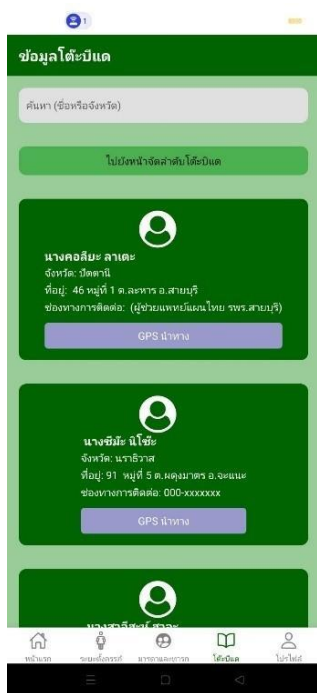 1
ข้อมูลโต๊ะบีแด
ค้นหา (ชื่อหรือจังหวัด)
ไปยังหน้าจัดลำดับโต๊ะบีแด
นางคอลียะ ลาเตะ
จังหวัด: ปัตตานี
ที่อยู่: 46 หมู่ที่ 1 ต.ละหาร อ.สายบุรี
ช่องทางการติดต่อ: (ผู้ช่วยแพทย์แผนไทย รพร.สายบุรี)
GPS นำทาง
นางซีม๊ะ นิโซ๊ะ
จังหวัด: นราธิวาส
ที่อยู่: 91 หมู่ที่ 5 ต.ผดุงมาตร อ.จะแนะ
ช่องทางการติดต่อ: 000-xxxxxxx
GPS นำทาง
หน้าแรก ระยะตั้งครรภ์ มารดาและทารก โต๊ะบีแด โปรไฟล์